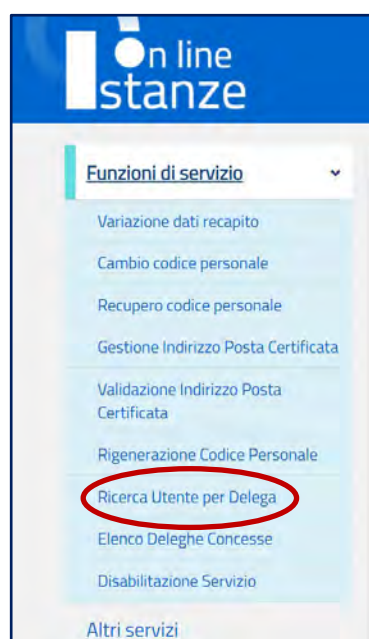 On line
Istanze
Funzioni di servizio
Variazione dati recapito
Cambio codice personale
Recupero codice personale
Gestione Indirizzo Posta Certificata
Validazione Indirizzo Posta
Certificata
Rigenerazione Codice Personale
Ricerca Utente per Delega
Elenco Deleghe Concesse
Disabilitazione Servizio
Altri servizi